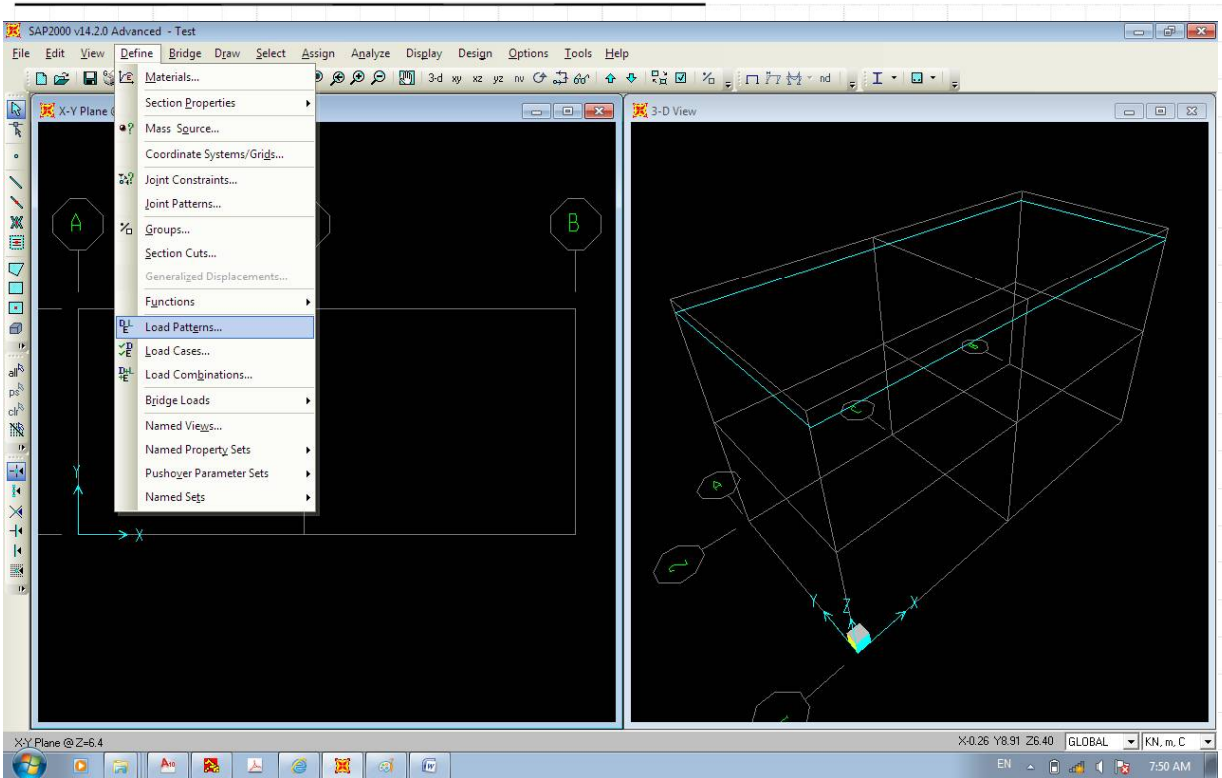 SAP2000 v14.2.0 Advanced - Test
File Edit View Define Bridge Draw Select Assign Analyze Display Design Options Tools Help
3-d xy xz yz nv
nd
X-Y Plane
3-D View
Materials...
Section Properties
Mass Source...
Coordinate Systems/Grids...
Joint Constraints...
Joint Patterns...
Groups...
Section Cuts...
Generalized Displacements...
Functions
Load Patterns...
Load Cases...
Load Combinations...
Bridge Loads
Named Views...
Named Property Sets
Pushover Parameter Sets
Named Sets
A
B
Y
X
all
ps
clr
Y
Z
X
X-Y Plane @ Z=6.4
X-0.26 Y8.91 Z6.40
GLOBAL
KN, m, C
EN
7:50 AM